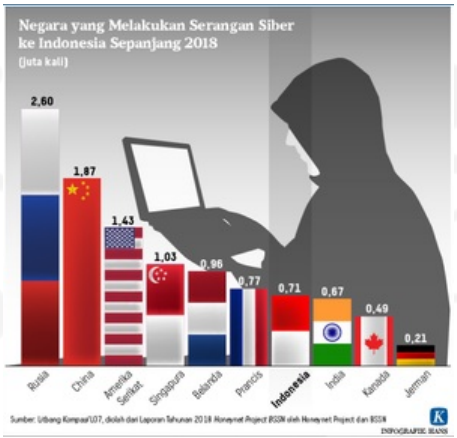 Negara yang Melakukan Serangan Siber
ke Indonesia Sepanjang 2018
(juta kali)
2,60
1,87
1,43
1,03
0,96
0,77
0,71
0,67
0,49
0,21
Rusia
China
Amerika
Serikat
Singapura
Belanda
Prancis
Indonesia
India
Kanada
Jerman
Sumber: Litbang Kompas/LO7, diolah dari Laporan Tahunan 2018 Honeynet Project BSSN oleh Honeynet Project dan BSSN
K
INFOGRAFIK: HANS